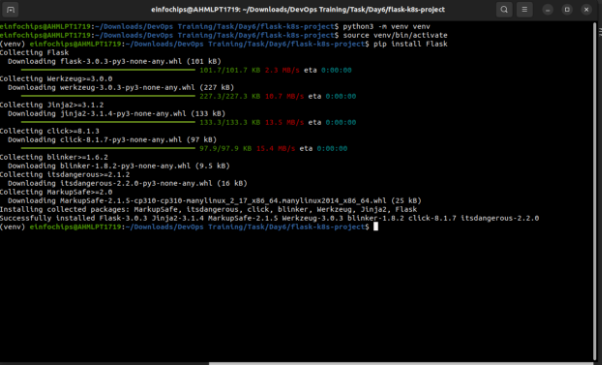 einfochips@AHMLPT1719: ~/Downloads/DevOps Training/Task/Day6/flask-k8s-project
einfochips@AHMLPT1719:~/Downloads/DevOps Training/Task/Day6/flask-k8s-project$ python3 -m venv venv
einfochips@AHMLPT1719:~/Downloads/DevOps Training/Task/Day6/flask-k8s-project$ source venv/bin/activate
(venv) einfochips@AHMLPT1719:~/Downloads/DevOps Training/Task/Day6/flask-k8s-project$ pip install Flask
Collecting Flask
Downloading flask-3.0.3-py3-none-any.whl (101 kB)
101.7/101.7 KB 2.3 MB/s eta 0:00:00
Collecting Werkzeug>=3.0.0
Downloading werkzeug-3.0.3-py3-none-any.whl (227 kB)
227.3/227.3 KB 10.7 MB/s eta 0:00:00
Collecting Jinja2>=3.1.2
Downloading jinja2-3.1.4-py3-none-any.whl (133 kB)
133.3/133.3 KB 13.1 MB/s eta 0:00:00
Collecting click>=8.1.3
Downloading click-8.1.7-py3-none-any.whl (97 kB)
97.9/97.9 KB 13.4 MB/s eta 0:00:00
Collecting blinker>=1.6.2
Downloading blinker-1.8.2-py3-none-any.whl (9.5 kB)
Collecting itsdangerous>=2.1.2
Downloading itsdangerous-2.2.0-py3-none-any.whl (16 kB)
Collecting MarkupSafe>=2.0
Downloading MarkupSafe-2.1.5-cp310-cp310-manylinux_2_17_x86_64.manylinux2014_x86_64.whl (25 kB)
Installing collected packages: MarkupSafe, itsdangerous, click, blinker, Werkzeug, Jinja2, Flask
Successfully installed Flask-3.0.3 Jinja2-3.1.4 MarkupSafe-2.1.5 Werkzeug-3.0.3 blinker-1.8.2 click-8.1.7 itsdangerous-2.2.0
(venv) einfochips@AHMLPT1719:~/Downloads/DevOps Training/Task/Day6/flask-k8s-project$